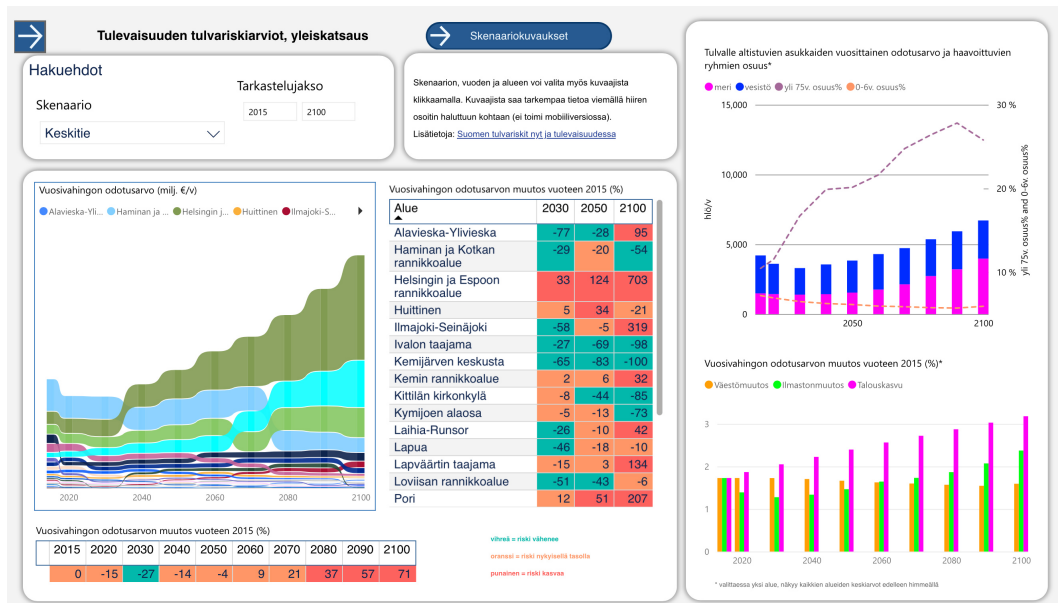 Tulevaisuuden tulvariskiarviot, yleiskatsaus
Skenaariokuvaukset
Hakuehdot
Tarkastelujakso
Skenaario
2015 2100
Keskitie
Skenaarion, vuoden ja alueen voi valita myös kuvaajista
klikkaamalla. Kuvaajista saa tarkempaa tietoa viemällä hiiren
osoitin haluttuun kohtaan (ei toimi mobiiliversiossa).
Lisätietoja: Suomen tulvariskit nyt ja tulevaisuudessa
Vuosivahingon odotusarvo (milj. €/v)
Alavieska-Yli... Haminan ja ... Helsingin j... Huittinen Ilmajoki-S...
2020 2040 2060 2080 2100
Vuosivahingon odotusarvon muutos vuoteen 2015 (%)
Alue 2030 2050 2100
Alavieska-Ylivieska -77 -28 95
Haminan ja Kotkan
rannikkoalue -29 -20 -54
Helsingin ja Espoon
rannikkoalue 33 124 703
Huittinen 5 34 -21
Ilmajoki-Seinäjoki -58 -5 319
Ivalon taajama -27 -69 -98
Kemijärven keskusta -65 -83 -100
Kemin rannikkoalue 2 6 32
Kittilän kirkonkylä -8 -44 -85
Kymijoen alaosa -5 -13 -73
Laihia-Runsor -26 -10 42
Lapua -46 -18 -10
Lapväärtin taajama -15 3 134
Loviisan rannikkoalue -51 -43 -6
Pori 12 51 207
Vuosivahingon odotusarvon muutos vuoteen 2015 (%)
2015 2020 2030 2040 2050 2060 2070 2080 2090 2100
0 -15 -27 -14 -4 9 21 37 57 71
vihreä = riski vähenee
oranssi = riski nykyisellä tasolla
punainen = riski kasvaa
Tulvalle altistuvien asukkaiden vuosittainen odotusarvo ja haavoittuvien
ryhmien osuus*
meri vesistö yli 75v. osuus% 0-6v. osuus%
15,000
10,000
5,000
0
hlö/v
30 %
20 %
10 %
yli 75v. osuus% and 0-6v. osuus%
2050 2100
Vuosivahingon odotusarvon muutos vuoteen 2015 (%)*
Väestömuutos Ilmastonmuutos Talouskasvu
3
2
1
0
2020 2040 2060 2080 2100
* valittaessa yksi alue, näkyy kaikkien alueiden keskiarvot edelleen himmeällä